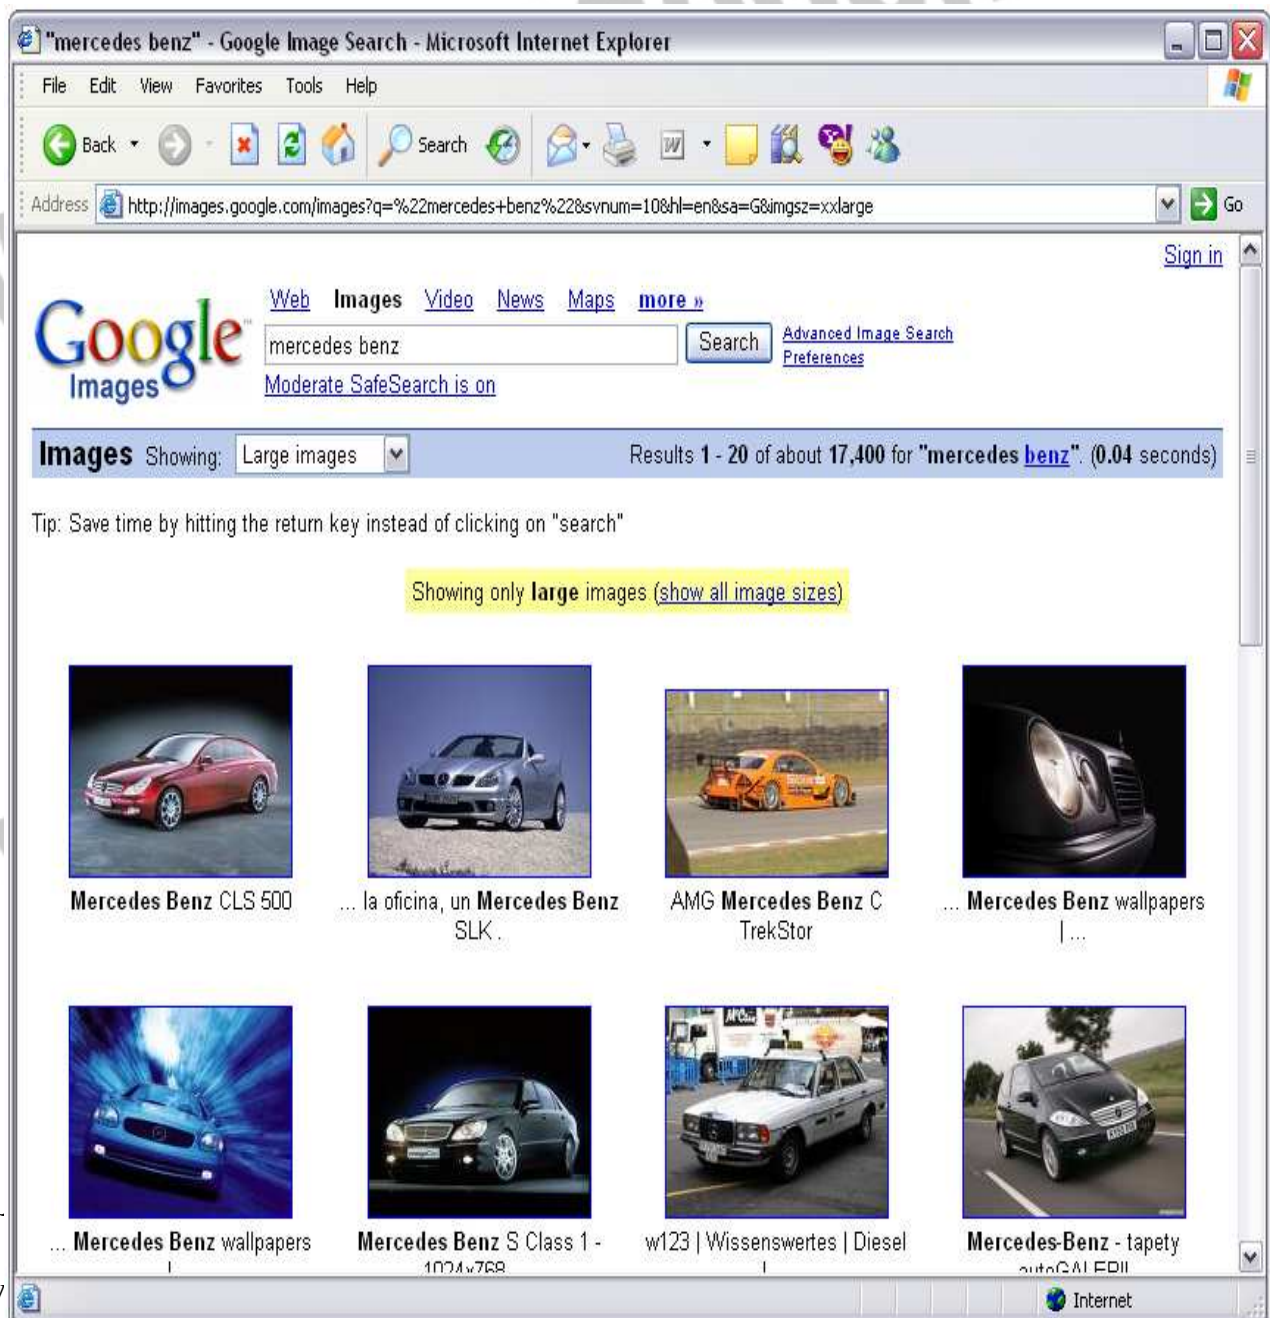 "mercedes benz" - Google Image Search - Microsoft Internet Explorer
File Edit View Favorites Tools Help
Back Search
Address http://images.google.com/images?q=%22mercedes+benz%22&svnum=10&hl=en&sa=G&imgsz=xxlarge Go
Sign in
Web Images Video News Maps more »
Google Images
mercedes benz Search Advanced Image Search
Preferences
Moderate SafeSearch is on
Images Showing: Large images Results 1 - 20 of about 17,400 for "mercedes benz". (0.04 seconds)
Tip: Save time by hitting the return key instead of clicking on "search"
Showing only large images (show all image sizes)
Mercedes Benz CLS 500
... la oficina, un Mercedes Benz
SLK .
AMG Mercedes Benz C
TrekStor
... Mercedes Benz wallpapers
| ...
... Mercedes Benz wallpapers
Mercedes Benz S Class 1 -
1024x768
w123 | Wissenswertes | Diesel
Mercedes-Benz - tapety
Internet